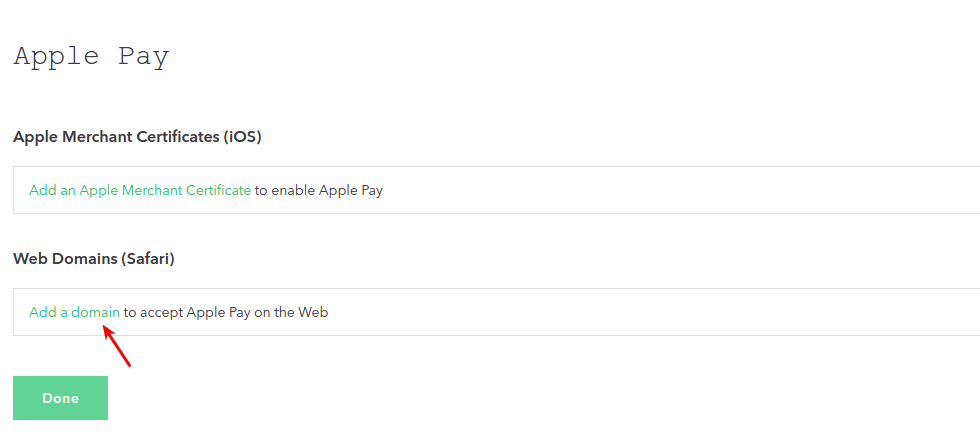 Apple Pay
Apple Merchant Certificates (iOS)
Add an Apple Merchant Certificate to enable Apple Pay
Web Domains (Safari)
Add a domain to accept Apple Pay on the Web
Done